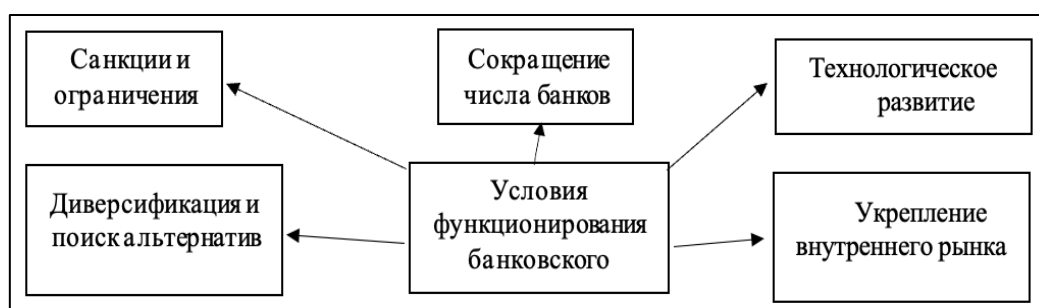 Санкции и
ограничения
Сокращение
числа банков
Технологическое
развитие
Диверсификация и
поиск альтернатив
Условия
функционирования
банковского
Укрепление
внутреннего рынка